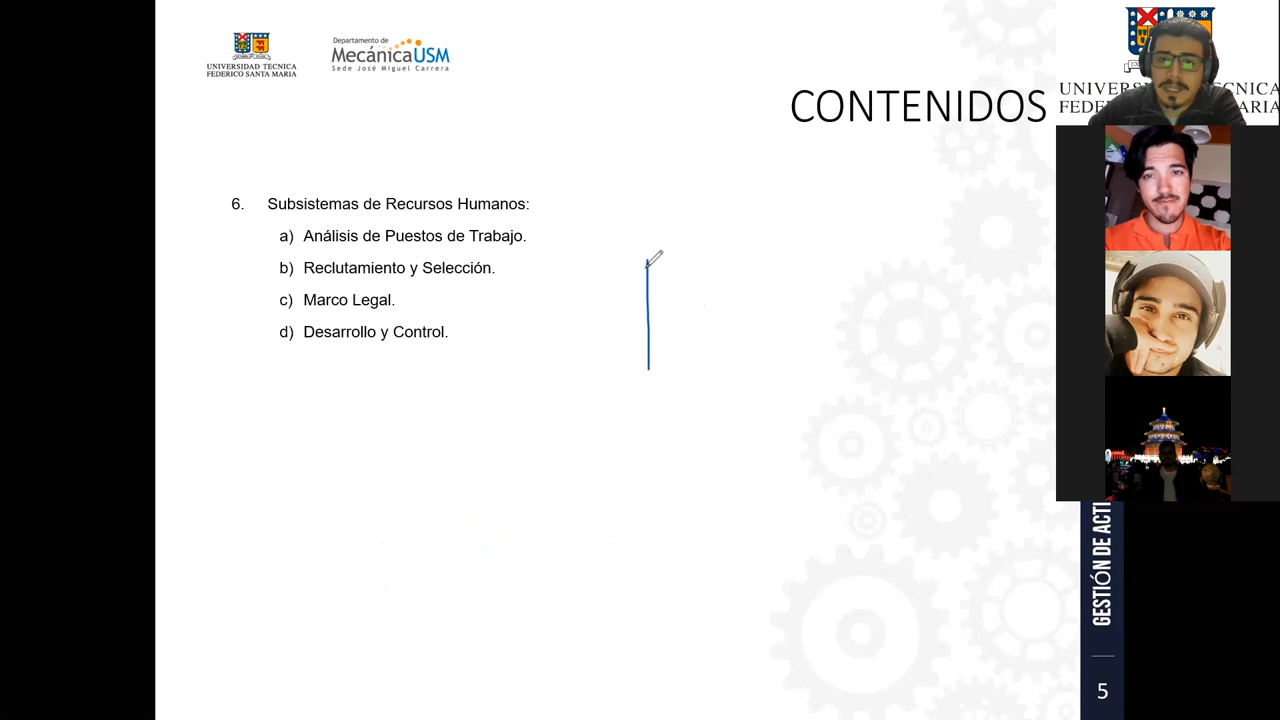 UNIVERSIDAD TECNICA
FEDERICO SANTA MARIA
Departamento de
MecánicaUSM
Sede José Miguel Carrera
CONTENIDOS
6. Subsistemas de Recursos Humanos:
a) Análisis de Puestos de Trabajo.
b) Reclutamiento y Selección.
c) Marco Legal.
d) Desarrollo y Control.
GESTIÓN DE ACTI
5